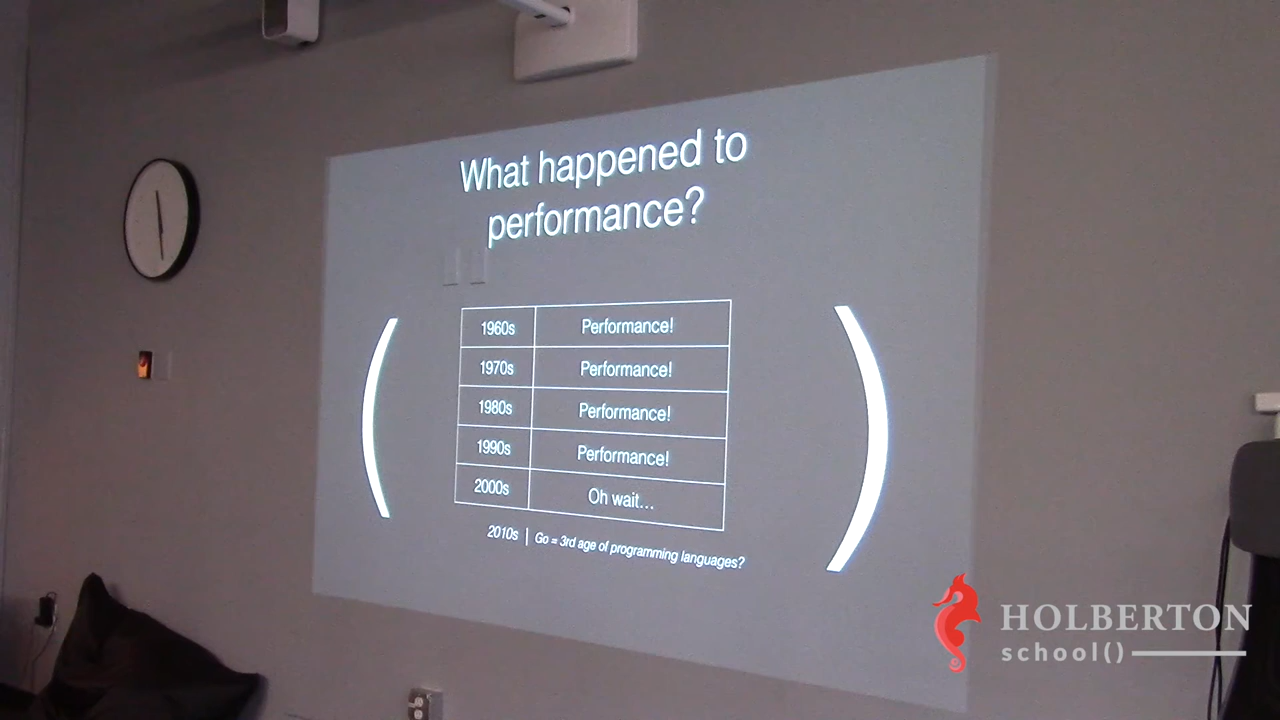 What happened to
performance?
1960s Performance!
1970s Performance!
1980s Performance!
1990s Performance!
2000s Oh wait...
2010s | Go = 3rd age of programming languages?
HOLBERTON
school()